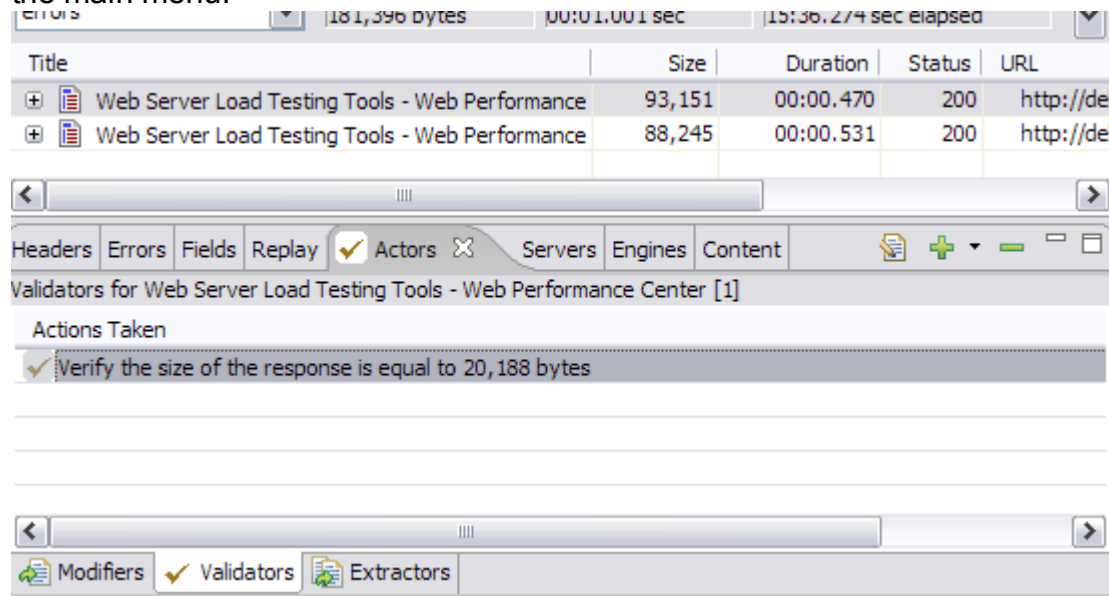 the main menu.
errors 181,396 bytes 00:01.001 sec 15:36.274 sec elapsed
Title Size Duration Status URL
Web Server Load Testing Tools - Web Performance 93,151 00:00.470 200 http://de
Web Server Load Testing Tools - Web Performance 88,245 00:00.531 200 http://de
Headers Errors Fields Replay Actors Servers Engines Content
Validators for Web Server Load Testing Tools - Web Performance Center [1]
Actions Taken
Verify the size of the response is equal to 20,188 bytes
Modifiers Validators Extractors